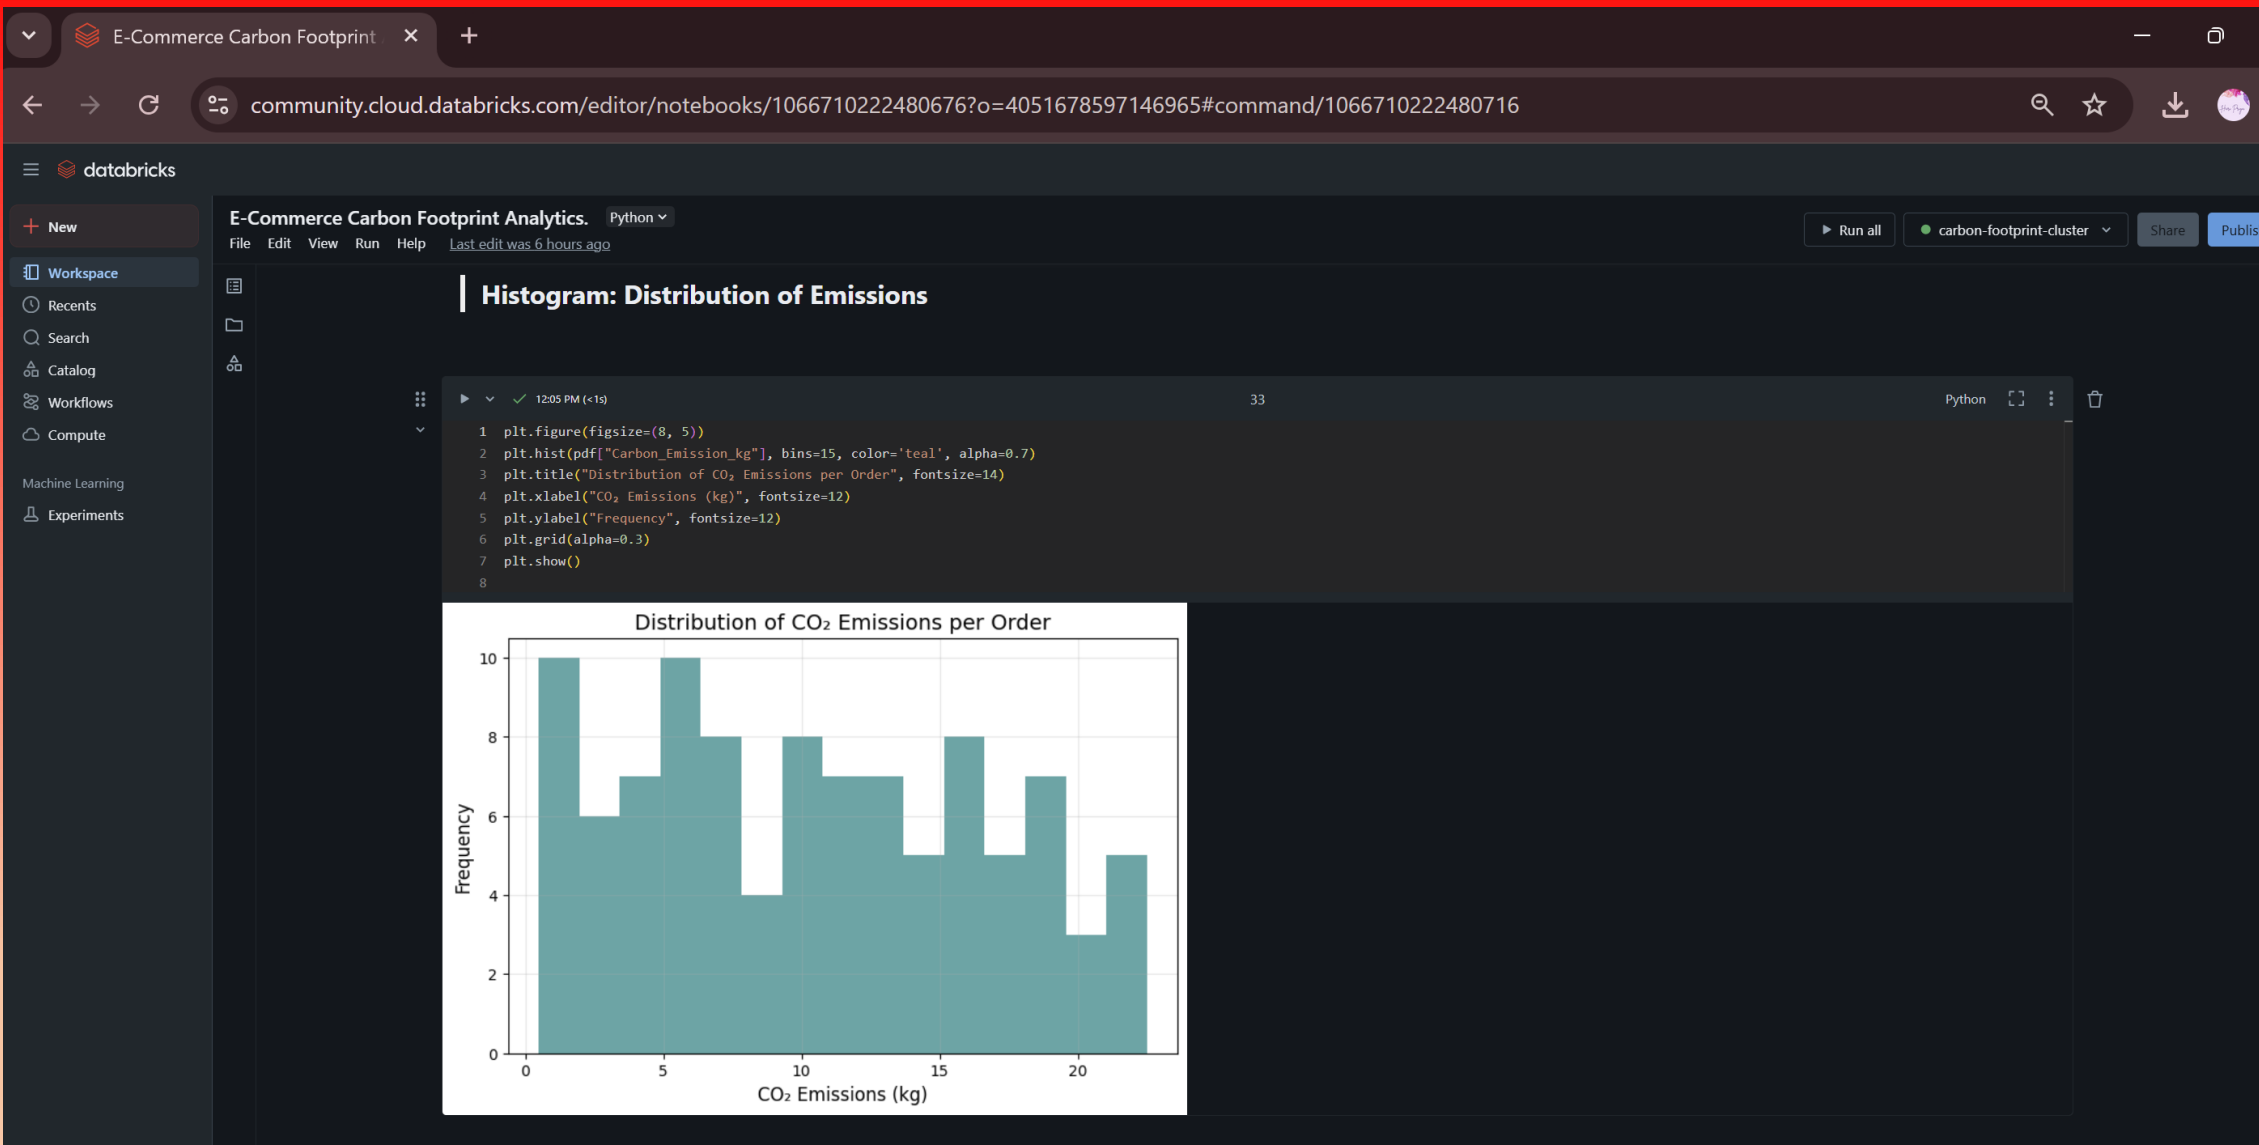 E-Commerce Carbon Footprint
community.cloud.databricks.com/editor/notebooks/1066710222480676?o=4051678597146965#command/1066710222480716
databricks
New
Workspace
Recents
Search
Catalog
Workflows
Compute
Machine Learning
Experiments
E-Commerce Carbon Footprint Analytics. Python
File Edit View Run Help Last edit was 6 hours ago
Run all carbon-footprint-cluster Share Publis
Histogram: Distribution of Emissions
12:05 PM (<1s) 33 Python
1 plt.figure(figsize=(8, 5))
2 plt.hist(pdf["Carbon_Emission_kg"], bins=15, color='teal', alpha=0.7)
3 plt.title("Distribution of CO₂ Emissions per Order", fontsize=14)
4 plt.xlabel("CO₂ Emissions (kg)", fontsize=12)
5 plt.ylabel("Frequency", fontsize=12)
6 plt.grid(alpha=0.3)
7 plt.show()
8
Distribution of CO₂ Emissions per Order
10
8
6
4
2
0
Frequency
0 5 10 15 20
CO₂ Emissions (kg)